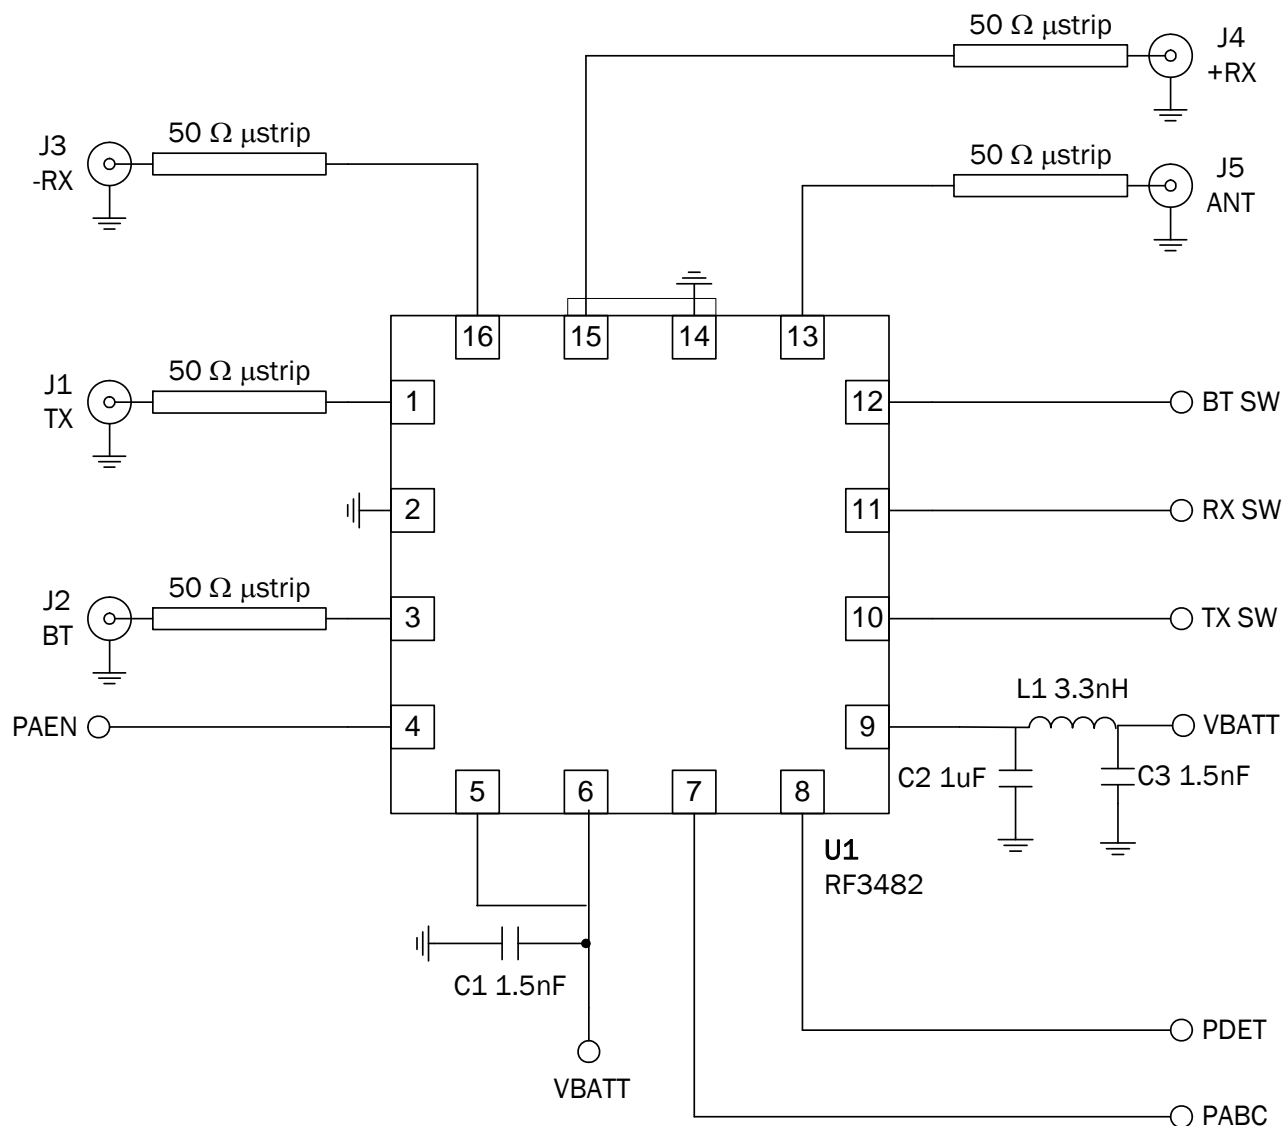 50 Ω μstrip
J4
+RX
50 Ω μstrip
J3
-RX
50 Ω μstrip
J5
ANT
16
15
14
13
50 Ω μstrip
J1
TX
1
12
BT SW
2
11
RX SW
50 Ω μstrip
J2
BT
3
10
TX SW
L1 3.3nH
PAEN
4
9
VBATT
C2 1uF
C3 1.5nF
5
6
7
8
U1
RF3482
C1 1.5nF
PDET
VBATT
PABC